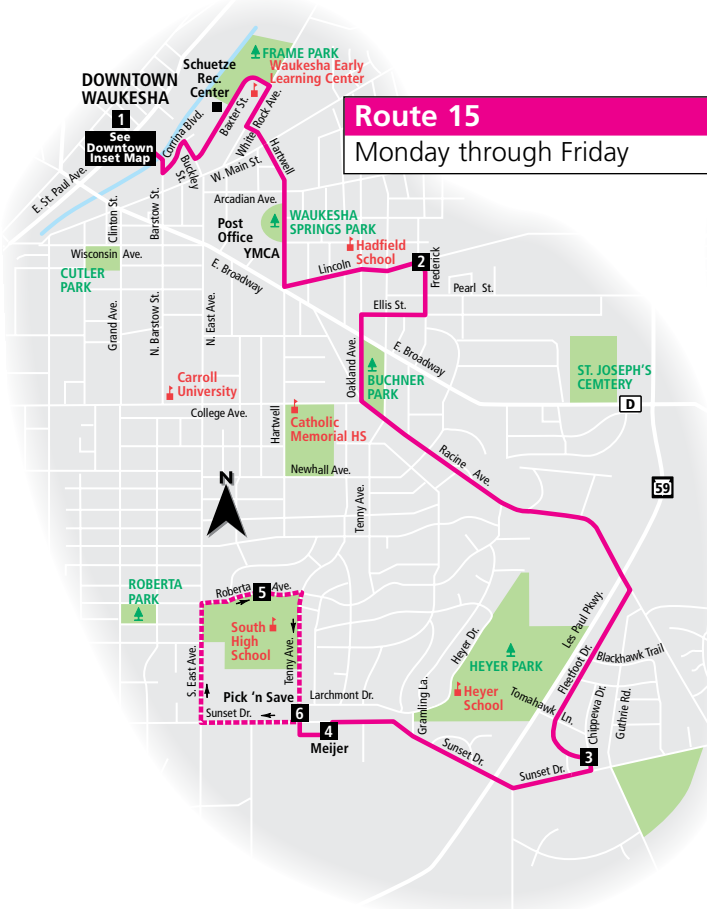 Route 15
Monday through Friday
DOWNTOWN
WAUKESHA
1
See
Downtown
Inset Map
Schuetze
Rec.
Center
FRAME PARK
Waukesha Early
Learning Center
Corrina Blvd.
Baxter St.
White Rock Ave.
Buckley
St.
W. Main St.
Hartwell
E. St. Paul Ave.
Clinton St.
Barstow St.
Arcadian Ave.
Post
Office
WAUKESHA
SPRINGS PARK
YMCA
Hadfield
School
Wisconsin Ave.
CUTLER
PARK
E. Broadway
Lincoln
2
Frederick
Pearl St.
Ellis St.
Grand Ave.
N. Barstow St.
N. East Ave.
Oakland Ave.
E. Broadway
BUCHNER
PARK
ST. JOSEPH'S
CEMTERY
D
Carroll
University
College Ave.
Hartwell
Catholic
Memorial HS
Newhall Ave.
Racine Ave.
59
N
Tenny Ave.
ROBERTA
PARK
Roberta Ave.
5
South
High
School
S. East Ave.
Tenny Ave.
Heyer Dr.
HEYER PARK
Les Paul Pkwy.
Fleetfoot Dr.
Blackhawk Trail
Heyer
School
Tomahawk Ln.
Chippewa Dr.
Guthrie Rd.
Gramling La.
Pick 'n Save
Larchmont Dr.
6
Sunset Dr.
4
Meijer
Sunset Dr.
Sunset Dr.
3